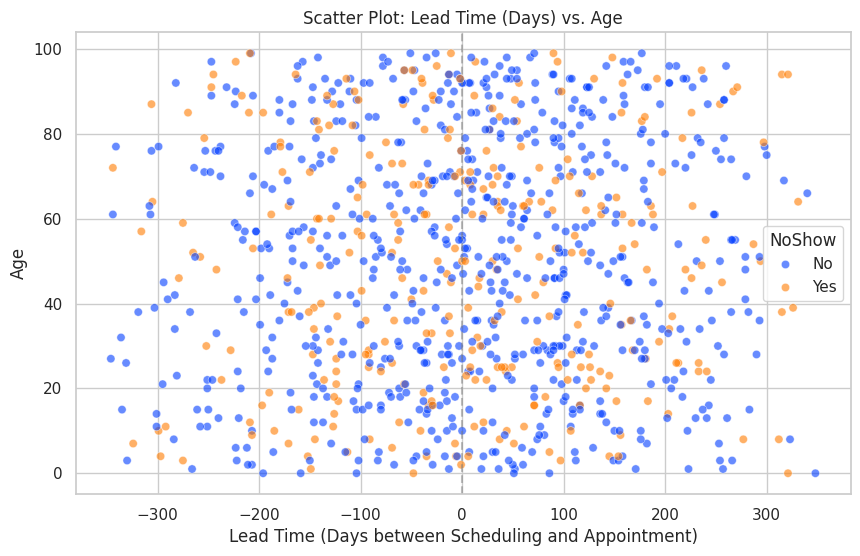 Scatter Plot: Lead Time (Days) vs. Age
100
80
60
40
20
0
Age
NoShow
No
Yes
−300
−200
−100
0
100
200
300
Lead Time (Days between Scheduling and Appointment)